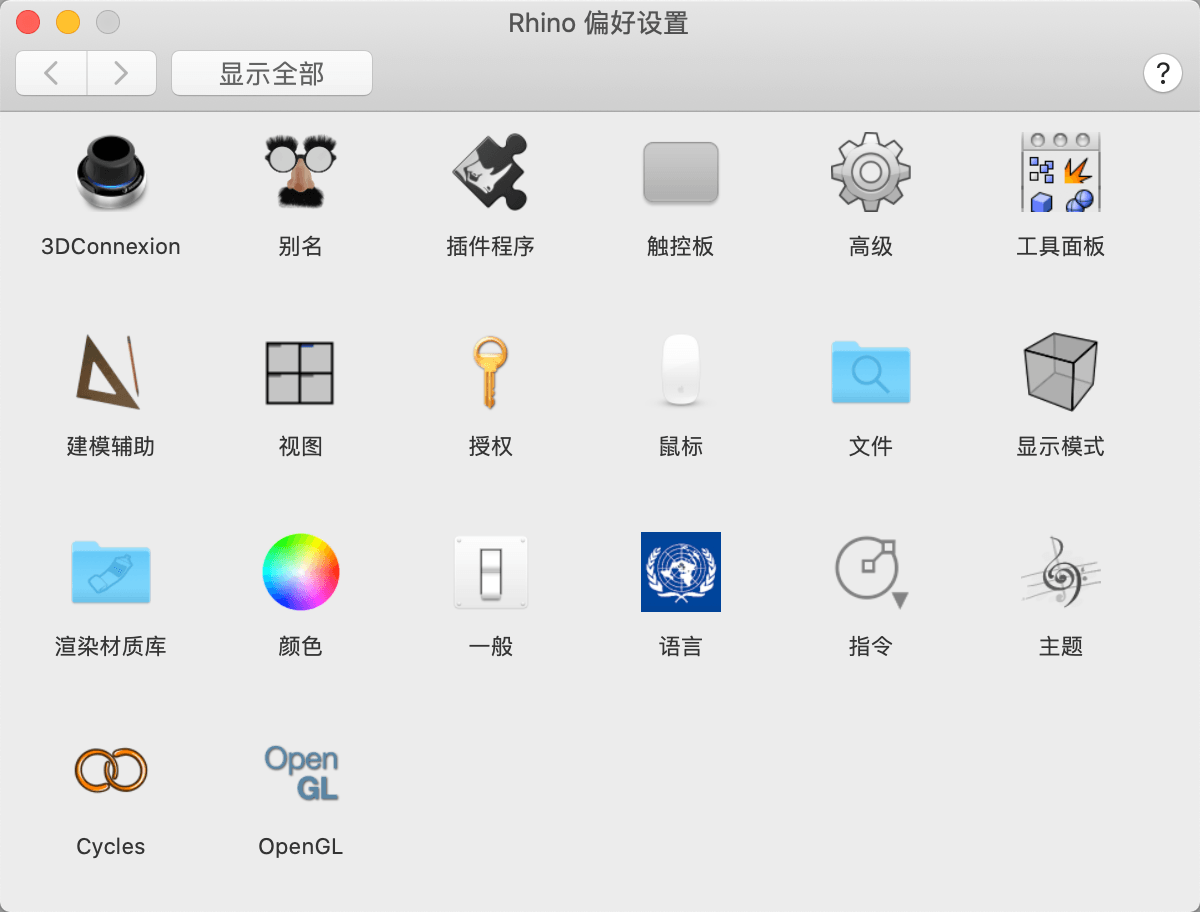 Rhino 偏好设置
显示全部
?
3DConnexion 别名 插件程序 触控板 高级 工具面板
建模辅助 视图 授权 鼠标 文件 显示模式
渲染材质库 颜色 一般 语言 指令 主题
Open
GL
Cycles OpenGL